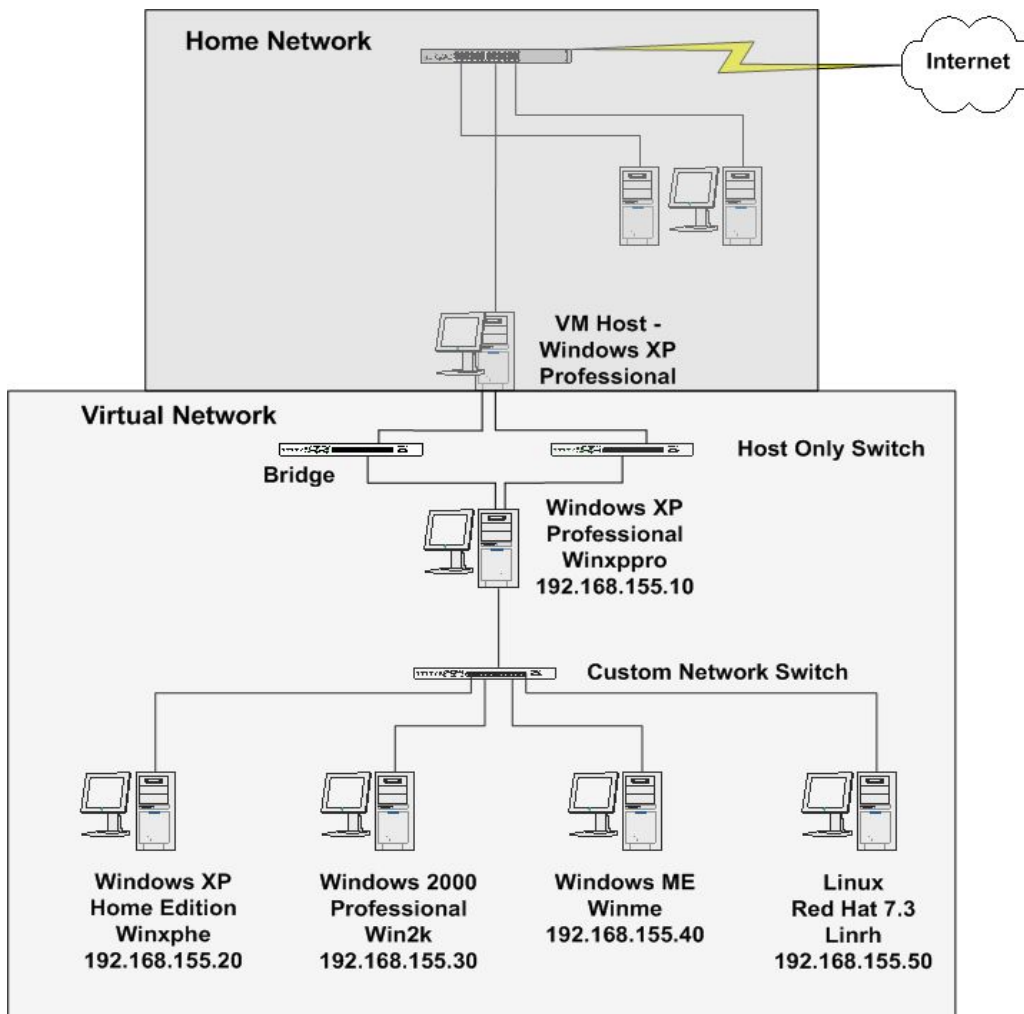 Home Network
Internet
VM Host -
Windows XP
Professional
Virtual Network
Bridge
Host Only Switch
Windows XP
Professional
Winxppro
192.168.155.10
Custom Network Switch
Windows XP
Home Edition
Winxphe
192.168.155.20
Windows 2000
Professional
Win2k
192.168.155.30
Windows ME
Winme
192.168.155.40
Linux
Red Hat 7.3
Linrh
192.168.155.50